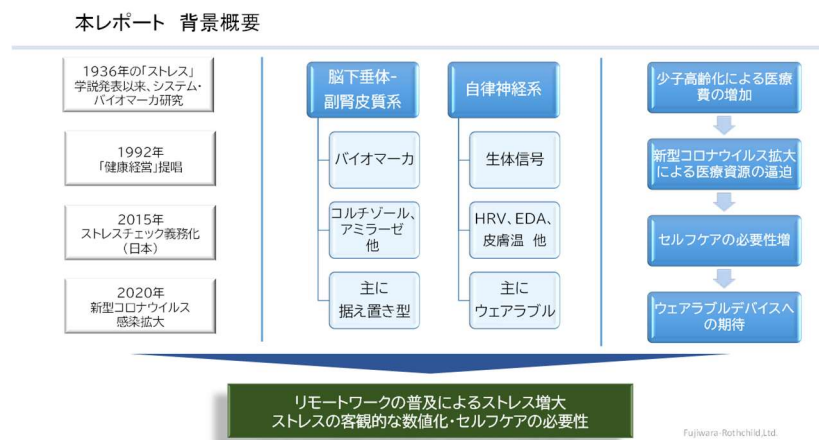 本レポート 背景概要
1936年の「ストレス」
学説発表以来、システム・
バイオマーカ研究
1992年
「健康経営」提唱
2015年
ストレスチェック義務化
(日本)
2020年
新型コロナウイルス
感染拡大
脳下垂体-
副腎皮質系
バイオマーカ
コルチゾール、
アミラーゼ
他
主に
据え置き型
自律神経系
生体信号
HRV、EDA、
皮膚温 他
主に
ウェアラブル
少子高齢化による医療
費の増加
新型コロナウイルス拡大
による医療資源の逼迫
セルフケアの必要性増
ウェアラブルデバイスへ
の期待
リモートワークの普及によるストレス増大
ストレスの客観的な数値化・セルフケアの必要性
Fujiwara-Rothchild,Ltd.